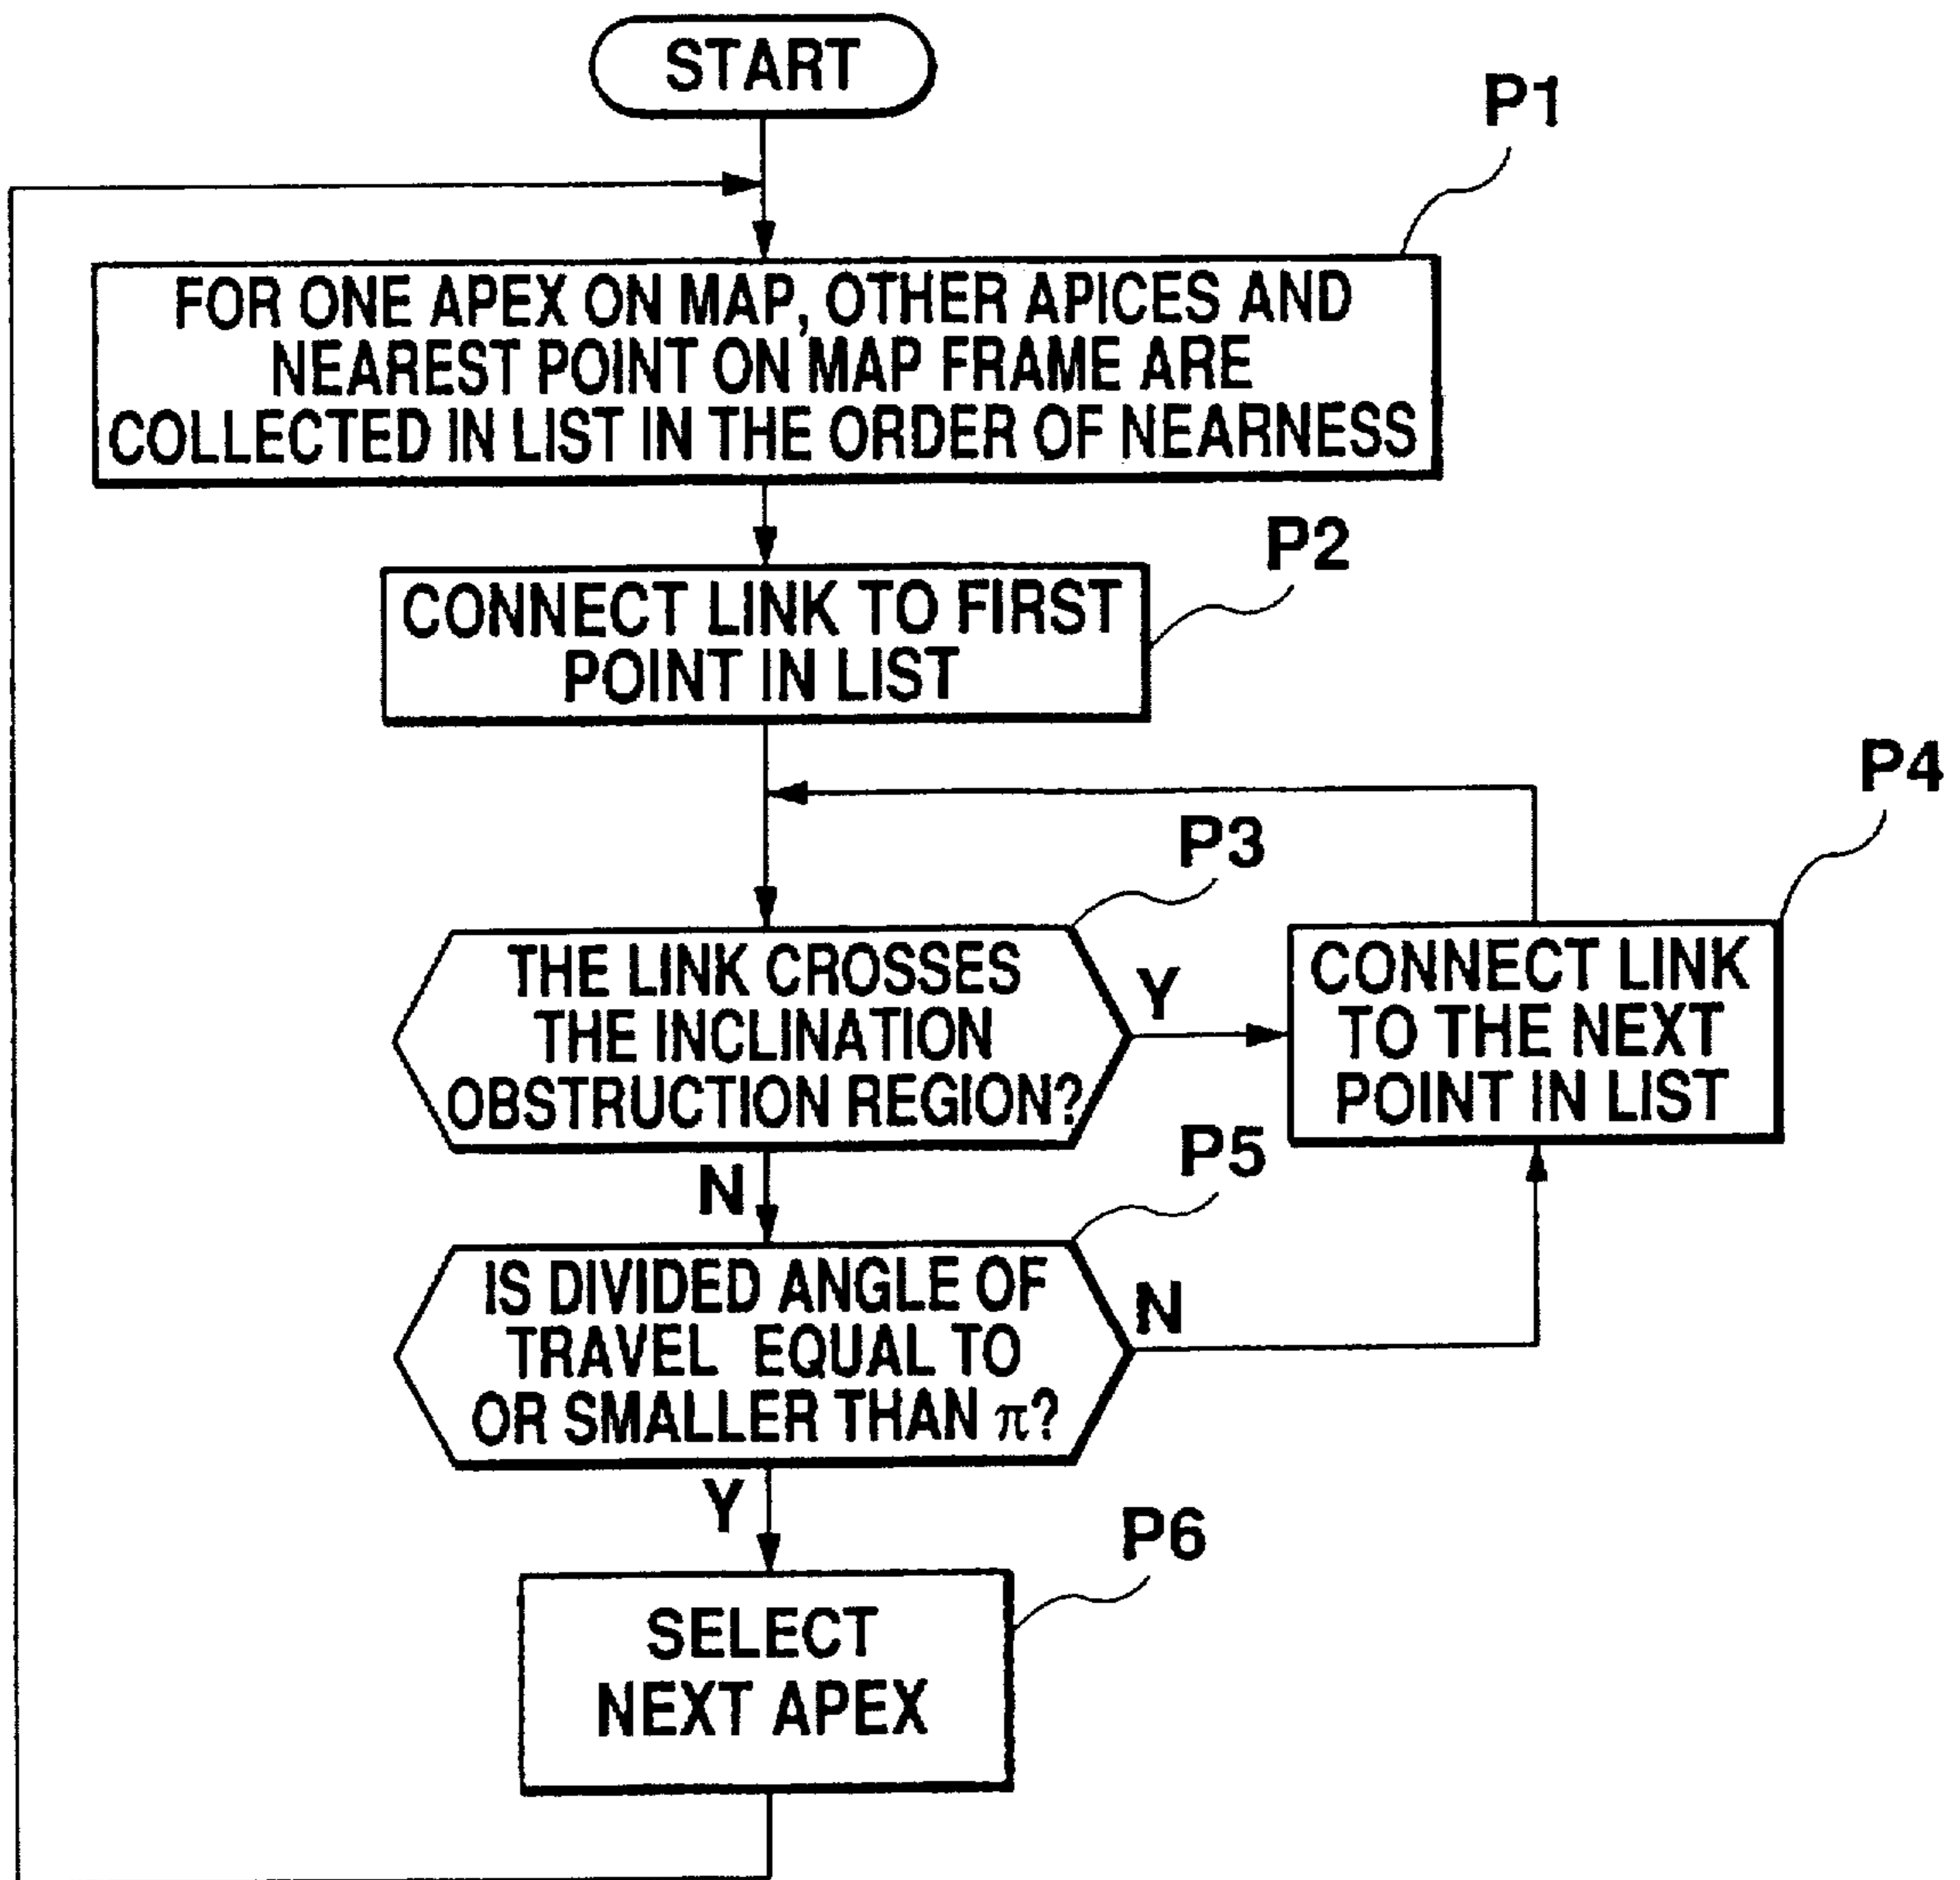 START
P1
FOR ONE APEX ON MAP, OTHER APICES AND
NEAREST POINT ON MAP FRAME ARE
COLLECTED IN LIST IN THE ORDER OF NEARNESS
P2
CONNECT LINK TO FIRST
POINT IN LIST
P4
P3
THE LINK CROSSES
THE INCLINATION
OBSTRUCTION REGION?
Y
CONNECT LINK
TO THE NEXT
POINT IN LIST
N
P5
IS DIVIDED ANGLE OF
TRAVEL EQUAL TO
OR SMALLER THAN π?
N
Y
P6
SELECT
NEXT APEX